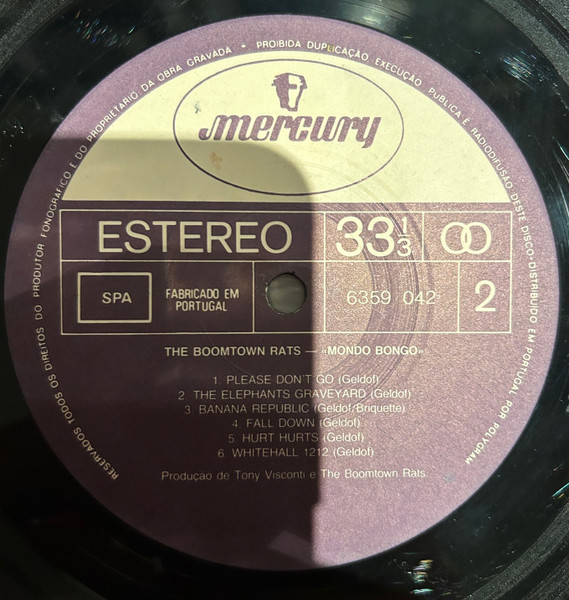 RESERVADOS TODOS OS DIREITOS DO PRODUTOR FONOGRÁFICO E DO PROPRIETÁRIO DA OBRA GRAVADA • PROIBIDA DUPLICAÇÃO, EXECUÇÃO PÚBLICA E RADIODIFUSÃO DESTE DISCO-DISTRIBUIDO EM PORTUGAL POR POLYGRAM
mercury
ESTEREO 33 1/3
SPA FABRICADO EM PORTUGAL 6359 042 2
THE BOOMTOWN RATS — «MONDO BONGO»
1. PLEASE DON'T GO (Geldof)
2. THE ELEPHANTS GRAVEYARD (Geldof)
3. BANANA REPUBLIC (Geldof/Briquette)
4. FALL DOWN (Geldof)
5. HURT HURTS (Geldof)
6. WHITEHALL 1212 (Geldof)
Produção de Tony Visconti e The Boomtown Rats.